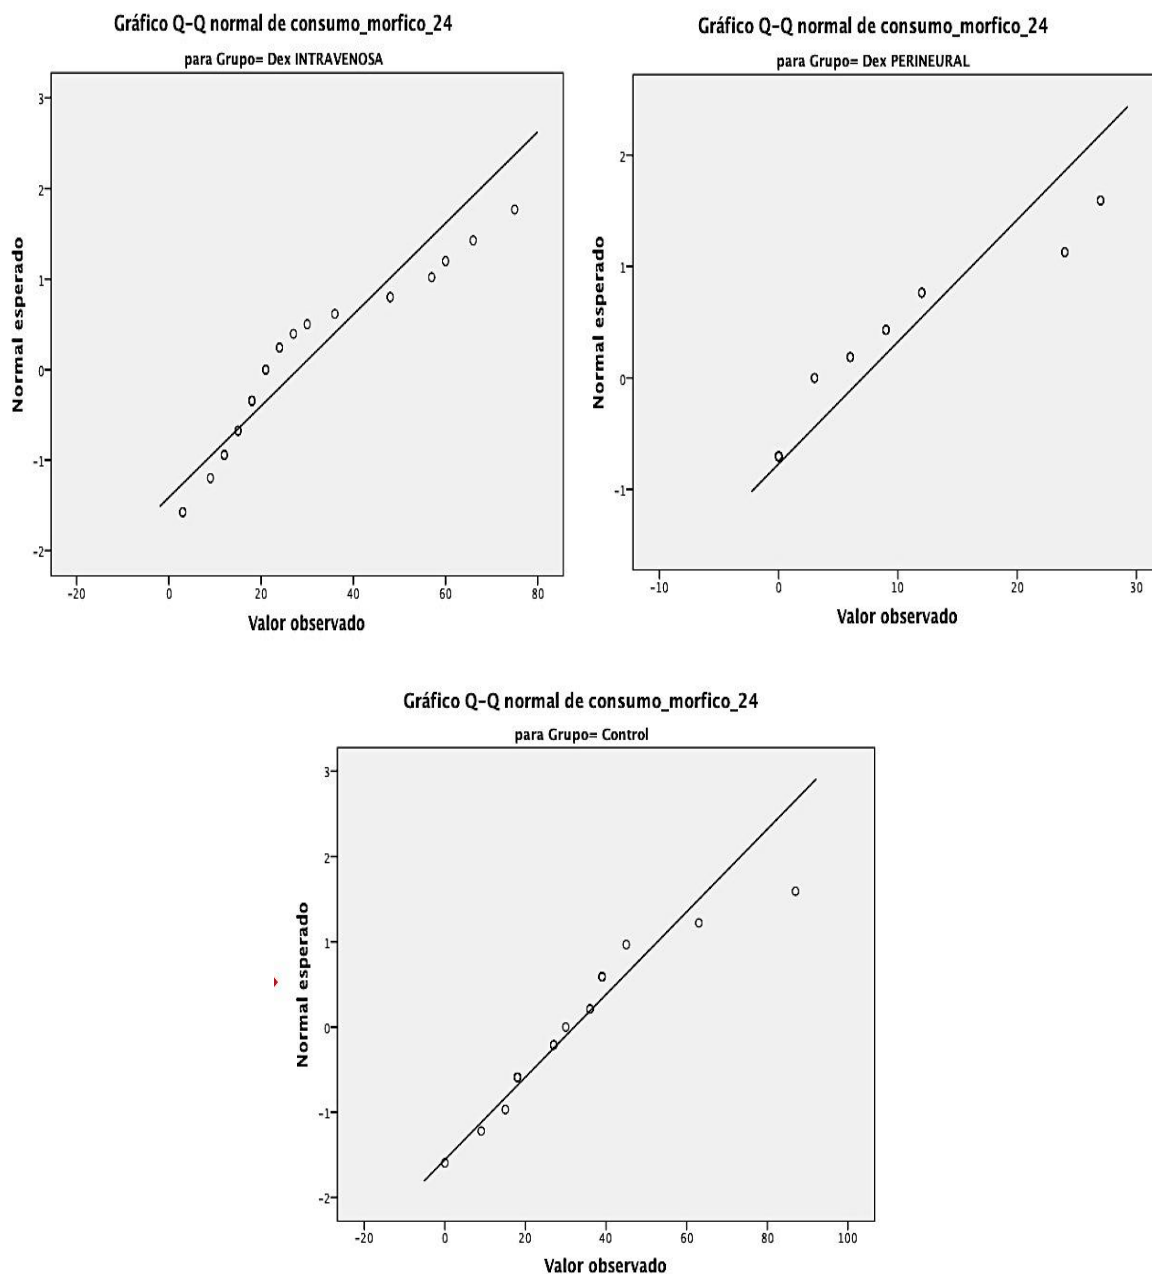 Gráfico Q-Q normal de consumo_morfico_24
para Grupo= Dex INTRAVENOSA
3
2
1
0
-1
-2
Normal esperado
-20 0 20 40 60 80
Valor observado
Gráfico Q-Q normal de consumo_morfico_24
para Grupo= Dex PERINEURAL
2
1
0
-1
Normal esperado
-10 0 10 20 30
Valor observado
Gráfico Q-Q normal de consumo_morfico_24
para Grupo= Control
3
2
1
0
-1
-2
Normal esperado
-20 0 20 40 60 80 100
Valor observado